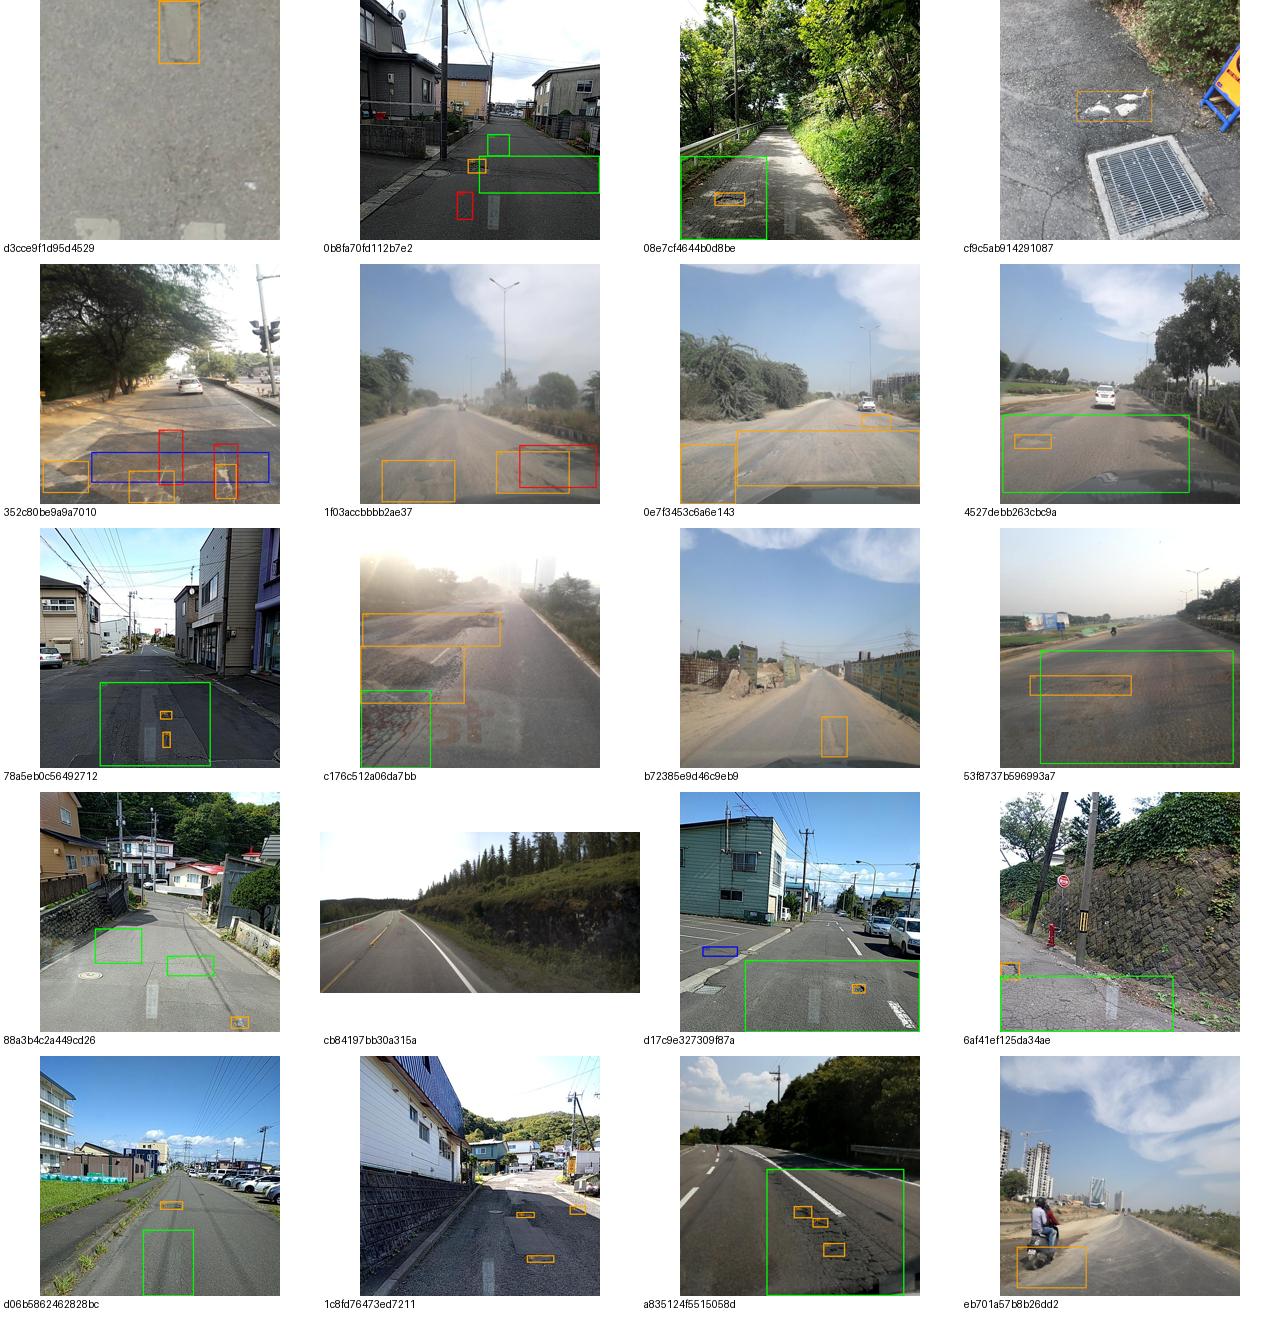 d3cce9f1d95d4529
0b8fa70fd112b7e2
08e7cf4644b0d8be
cf9c5ab914291087
352c80be9a9a7010
1f03accbbbb2ae37
0e7f3453c6a6e143
4527debb263cbc9a
78a5eb0c56492712
c176c512a06da7bb
b72385e9d46c9eb9
53f8737b596993a7
88a3b4c2a449cd26
cb84197bb30a315a
d17c9e327309f87a
6af41ef125da34ae
d06b5862462828bc
1c8fd76473ed7211
a835124f5515058d
eb701a57b8b26dd2